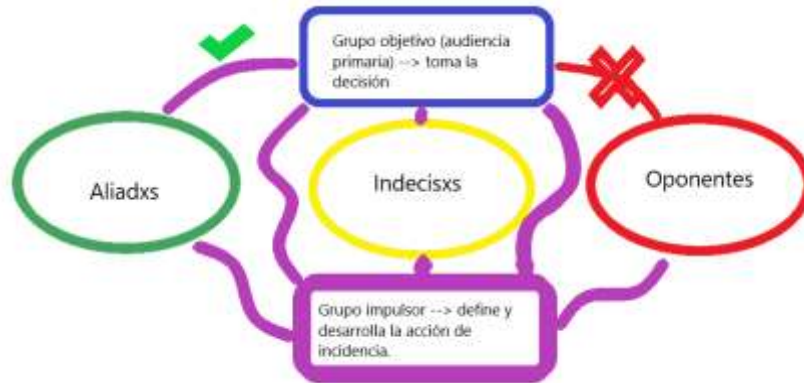 Grupo objetivo (audiencia
primaria) --> toma la
decisión
Aliadxs
Indecisxs
Oponentes
Grupo impulsor --> define y
desarrolla la acción de
incidencia.